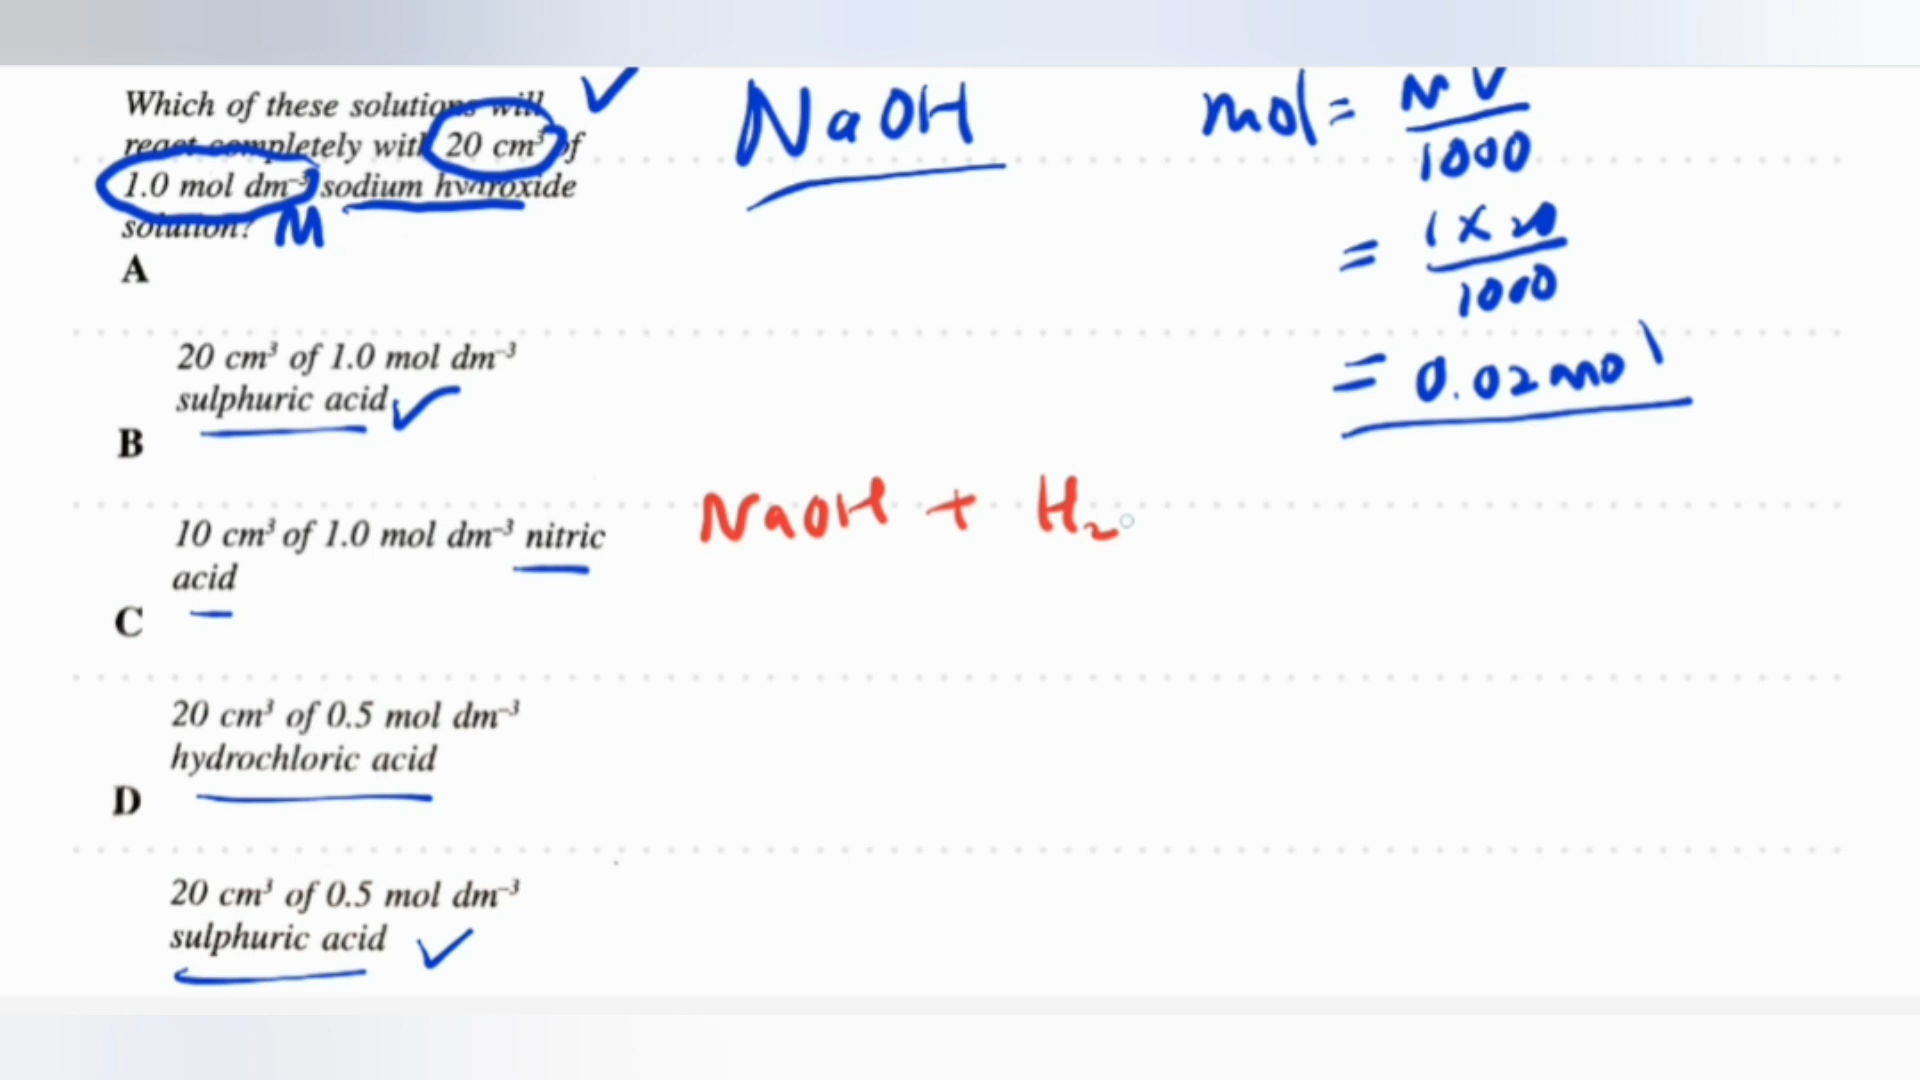 Which of these solutions will
react completely with 20 cm³ of
1.0 mol dm⁻³ sodium hydroxide
solution? M
A
20 cm³ of 1.0 mol dm⁻³
sulphuric acid
B
10 cm³ of 1.0 mol dm⁻³ nitric
acid
C
20 cm³ of 0.5 mol dm⁻³
hydrochloric acid
D
20 cm³ of 0.5 mol dm⁻³
sulphuric acid
NaOH
mol = MV
1000
= 1 × 20
1000
= 0.02 mol
NaOH + H₂